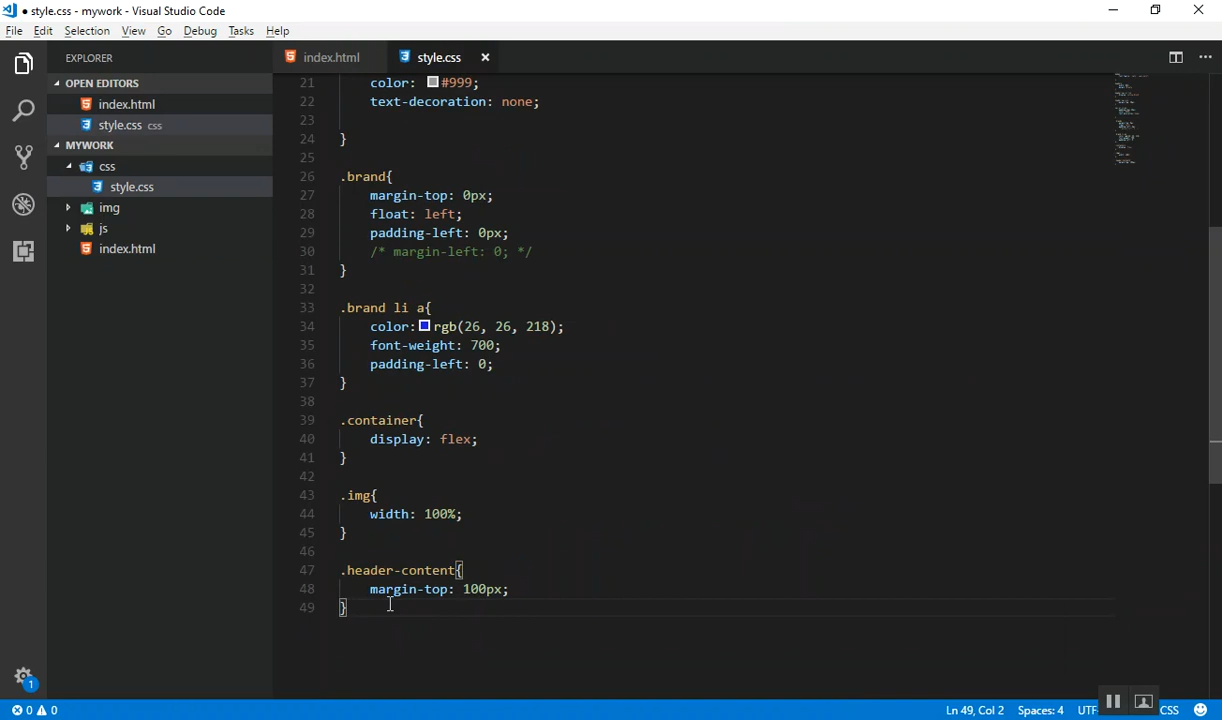 ● style.css - mywork - Visual Studio Code
File Edit Selection View Go Debug Tasks Help
EXPLORER
OPEN EDITORS
index.html
style.css css
MYWORK
css
style.css
img
js
index.html
1
index.html style.css
21 color: #999;
22 text-decoration: none;
23
24 }
25
26 .brand{
27 margin-top: 0px;
28 float: left;
29 padding-left: 0px;
30 /* margin-left: 0; */
31 }
32
33 .brand li a{
34 color: rgb(26, 26, 218);
35 font-weight: 700;
36 padding-left: 0;
37 }
38
39 .container{
40 display: flex;
41 }
42
43 .img{
44 width: 100%;
45 }
46
47 .header-content{
48 margin-top: 100px;
49 }
0 0 Ln 49, Col 2 Spaces: 4 UTF- CSS